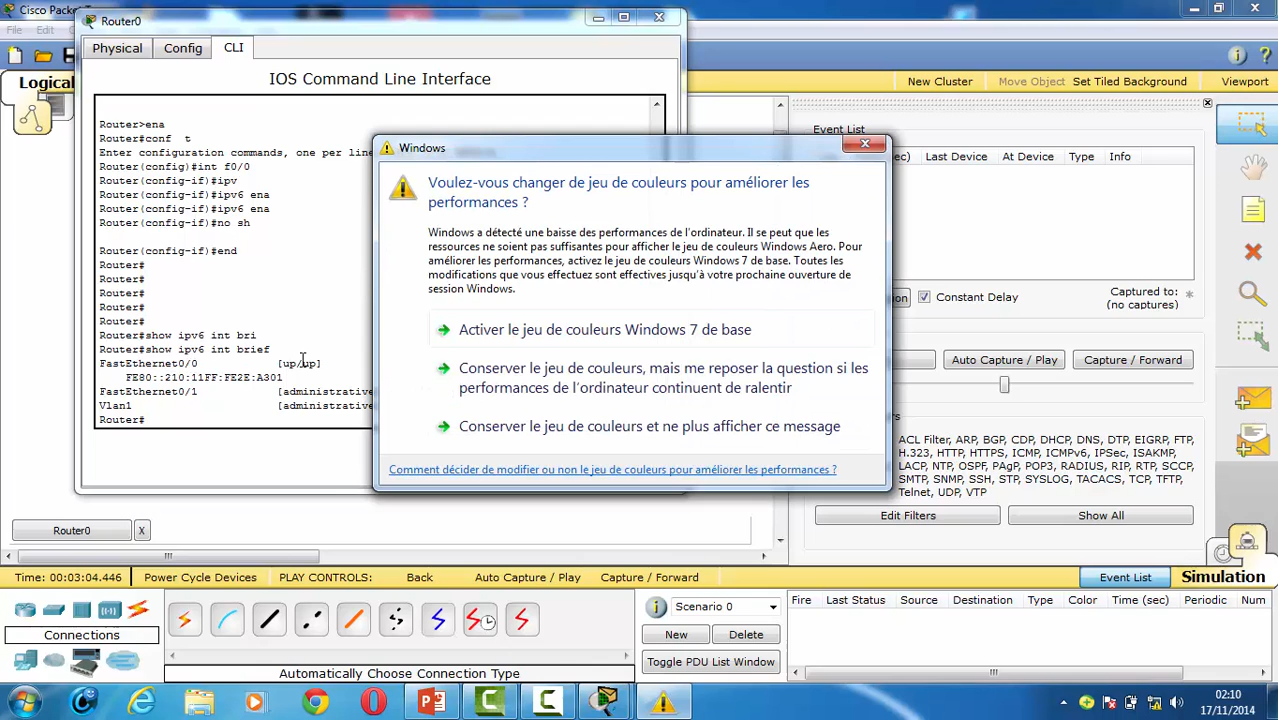 Cisco Packet T
Router0
File
Edit
Physical
Config
CLI
Logical
New Cluster
Move Object
Set Tiled Background
Viewport
IOS Command Line Interface
Router>ena
Router#conf t
Enter configuration commands, one per line
Router(config)#int f0/0
Router(config-if)#ipv
Router(config-if)#ipv6 ena
Router(config-if)#ipv6 ena
Router(config-if)#no sh
Router(config-if)#end
Router#
Router#
Router#
Router#
Router#
Router#show ipv6 int bri
Router#show ipv6 int brief
FastEthernet0/0 [up/up]
FE80::210:11FF:FE2E:A301
FastEthernet0/1 [administrative
Vlan1 [administrative
Router#
Windows
Voulez-vous changer de jeu de couleurs pour améliorer les
performances ?
Windows a détecté une baisse des performances de l'ordinateur. Il se peut que les
ressources ne soient pas suffisantes pour afficher le jeu de couleurs Windows Aero. Pour
améliorer les performances, activez le jeu de couleurs Windows 7 de base. Toutes les
modifications que vous effectuez sont effectives jusqu'à votre prochaine ouverture de
session Windows.
Activer le jeu de couleurs Windows 7 de base
Conserver le jeu de couleurs, mais me reposer la question si les
performances de l'ordinateur continuent de ralentir
Conserver le jeu de couleurs et ne plus afficher ce message
Comment décider de modifier ou non le jeu de couleurs pour améliorer les performances ?
Event List
sec) Last Device At Device Type Info
on Constant Delay
Captured to:
(no captures) *
Auto Capture / Play
Capture / Forward
ACL Filter, ARP, BGP, CDP, DHCP, DNS, DTP, EIGRP, FTP,
H.323, HTTP, HTTPS, ICMP, ICMPv6, IPSec, ISAKMP,
LACP, NTP, OSPF, PAgP, POP3, RADIUS, RIP, RTP, SCCP,
SMTP, SNMP, SSH, STP, SYSLOG, TACACS, TCP, TFTP,
Telnet, UDP, VTP
Edit Filters
Show All
Router0
X
Time: 00:03:04.446
Power Cycle Devices
PLAY CONTROLS:
Back
Auto Capture / Play
Capture / Forward
Event List
Simulation
Connections
Automatically Choose Connection Type
Scenario 0
New
Delete
Toggle PDU List Window
Fire Last Status Source Destination Type Color Time (sec) Periodic Num
02:10
17/11/2014